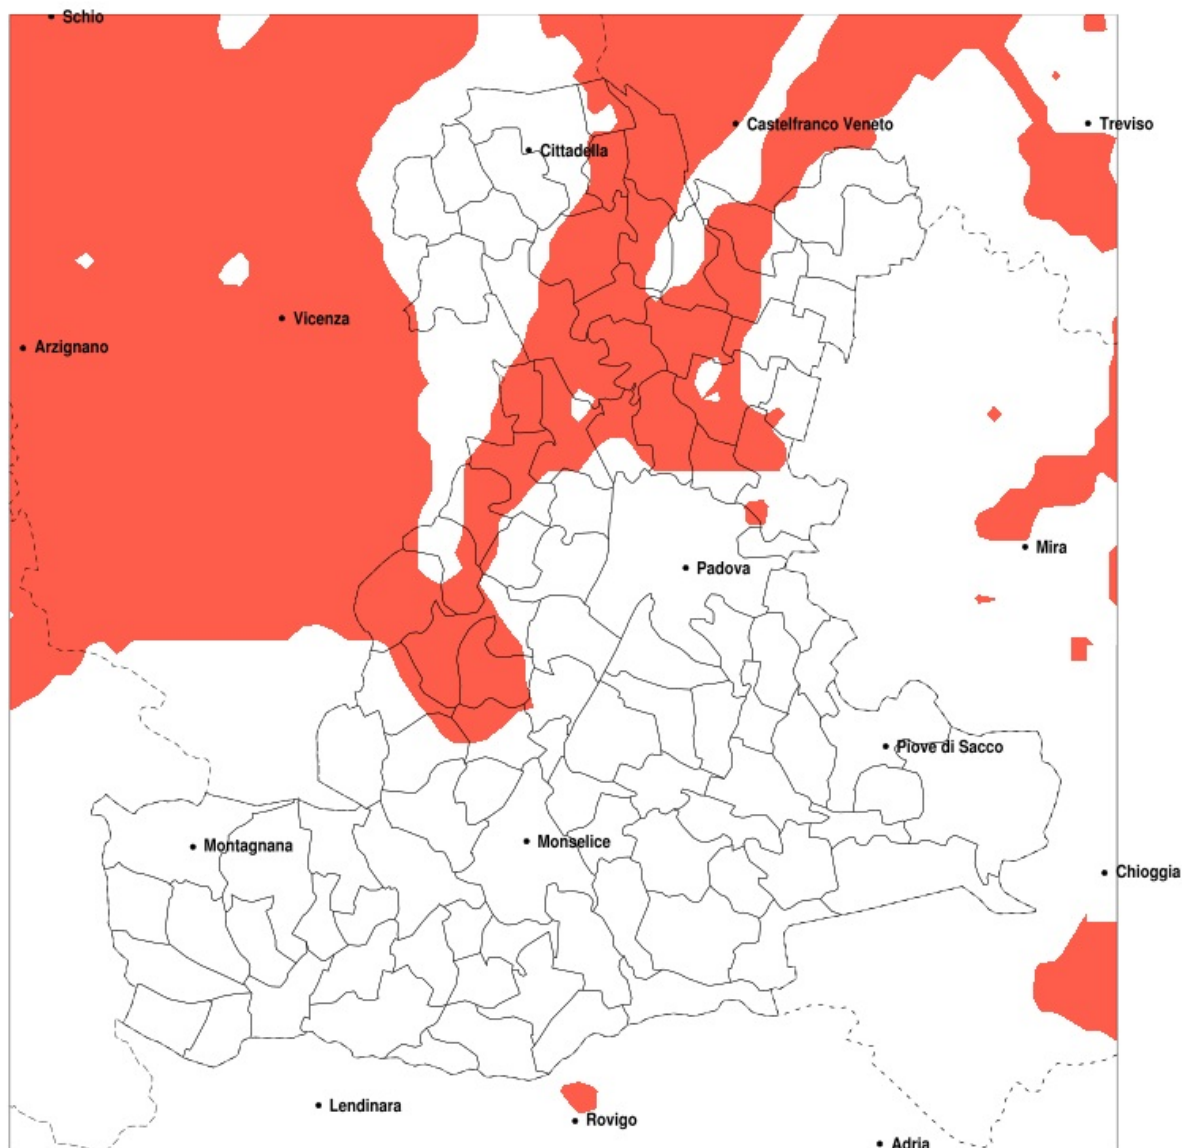 Schio
Castelfranco Veneto
Treviso
Cittadella
Vicenza
Arzignano
Mira
Padova
Piove di Sacco
Monselice
Montagnana
Chioggia
Lendinara
Rovigo
Adria